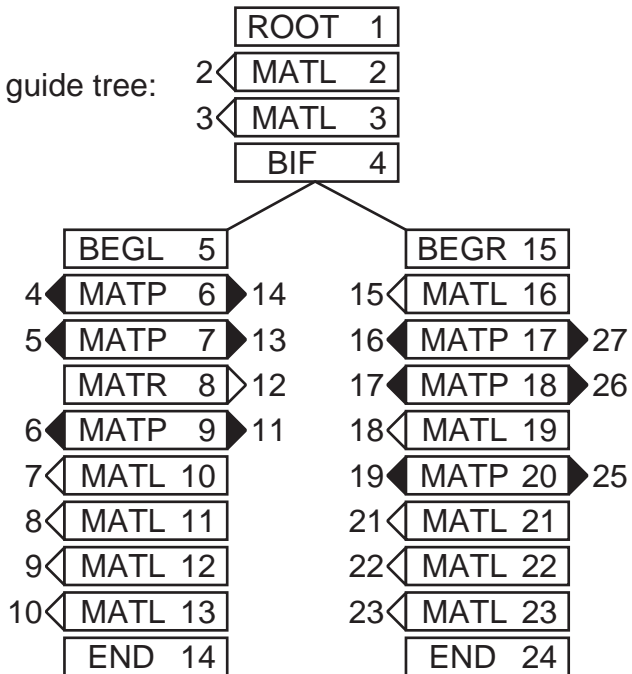 ROOT 1
guide tree:
2 MATL 2
3 MATL 3
BIF 4
BEGL 5
4 MATP 6 14
5 MATP 7 13
MATR 8 12
6 MATP 9 11
7 MATL 10
8 MATL 11
9 MATL 12
10 MATL 13
END 14
BEGR 15
15 MATL 16
16 MATP 17 27
17 MATP 18 26
18 MATL 19
19 MATP 20 25
21 MATL 21
22 MATL 22
23 MATL 23
END 24